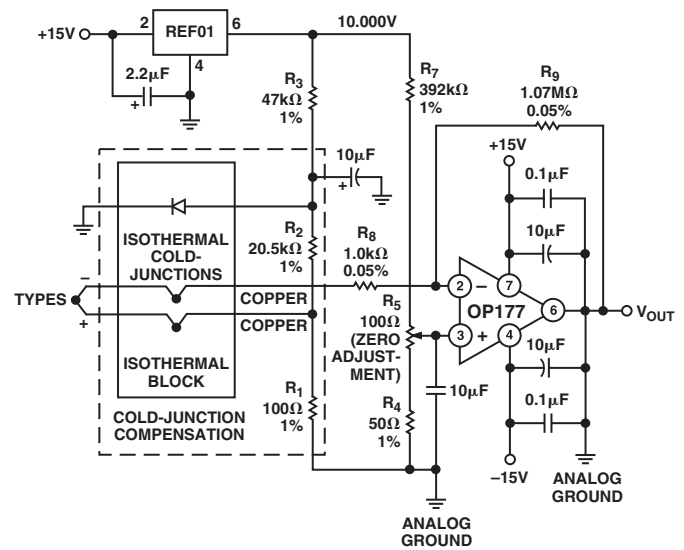 +15V
2
REF01
6
10.000V
4
2.2μF
+
R3
47kΩ
1%
R7
392kΩ
1%
R9
1.07MΩ
0.05%
10μF
+
+15V
0.1μF
10μF
ISOTHERMAL
COLD-
JUNCTIONS
R2
20.5kΩ
1%
R8
1.0kΩ
0.05%
–
TYPES
+
COPPER
COPPER
R5
100Ω
(ZERO
ADJUST-
MENT)
2
–
7
OP177
6
VOUT
3
+
4
ISOTHERMAL
BLOCK
R1
100Ω
1%
COLD-JUNCTION
COMPENSATION
R4
50Ω
1%
10μF
10μF
0.1μF
–15V
ANALOG
GROUND
ANALOG
GROUND